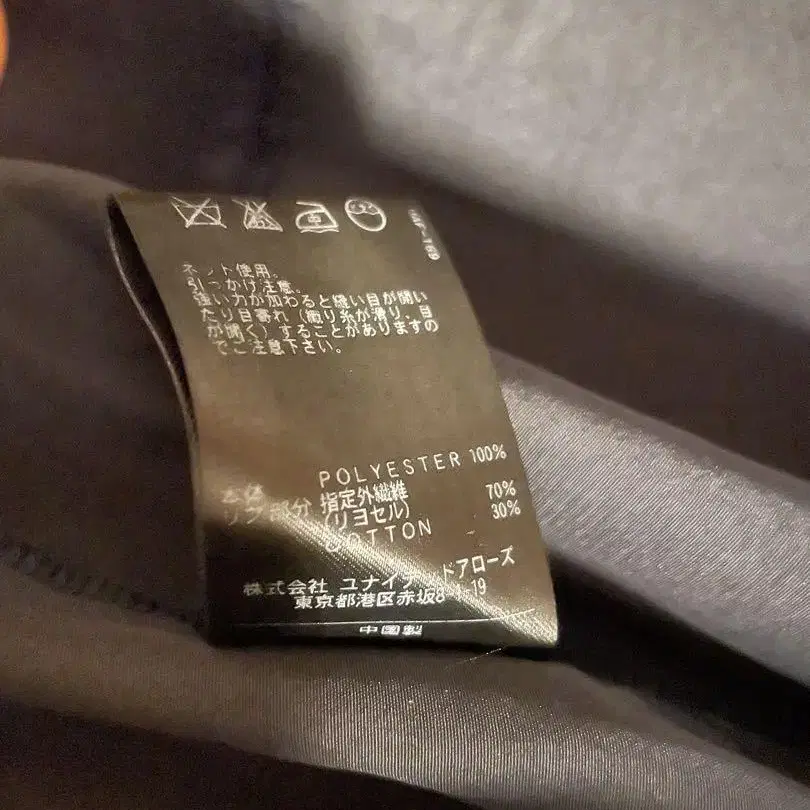 ネット使用。
引っかけ注意。
強い力が加わると縫い目が開い
たり目寄れ（織り糸が滑り、目
が開く）することがありますの
でご注意下さい。
本体 POLYESTER 100%
リブ部分 指定外繊維 70%
(リヨセル)
COTTON 30%
株式会社 ユナイテッドアローズ
東京都港区赤坂8-1-19
中国製